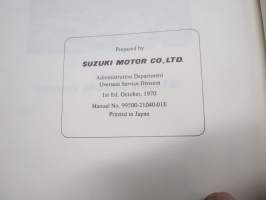 Prepared by
SUZUKI MOTOR CO., LTD.
Administration Department
Overseas Service Division
1st Ed. October, 1970
Manual No. 99500-21040-01E
Printed in Japan